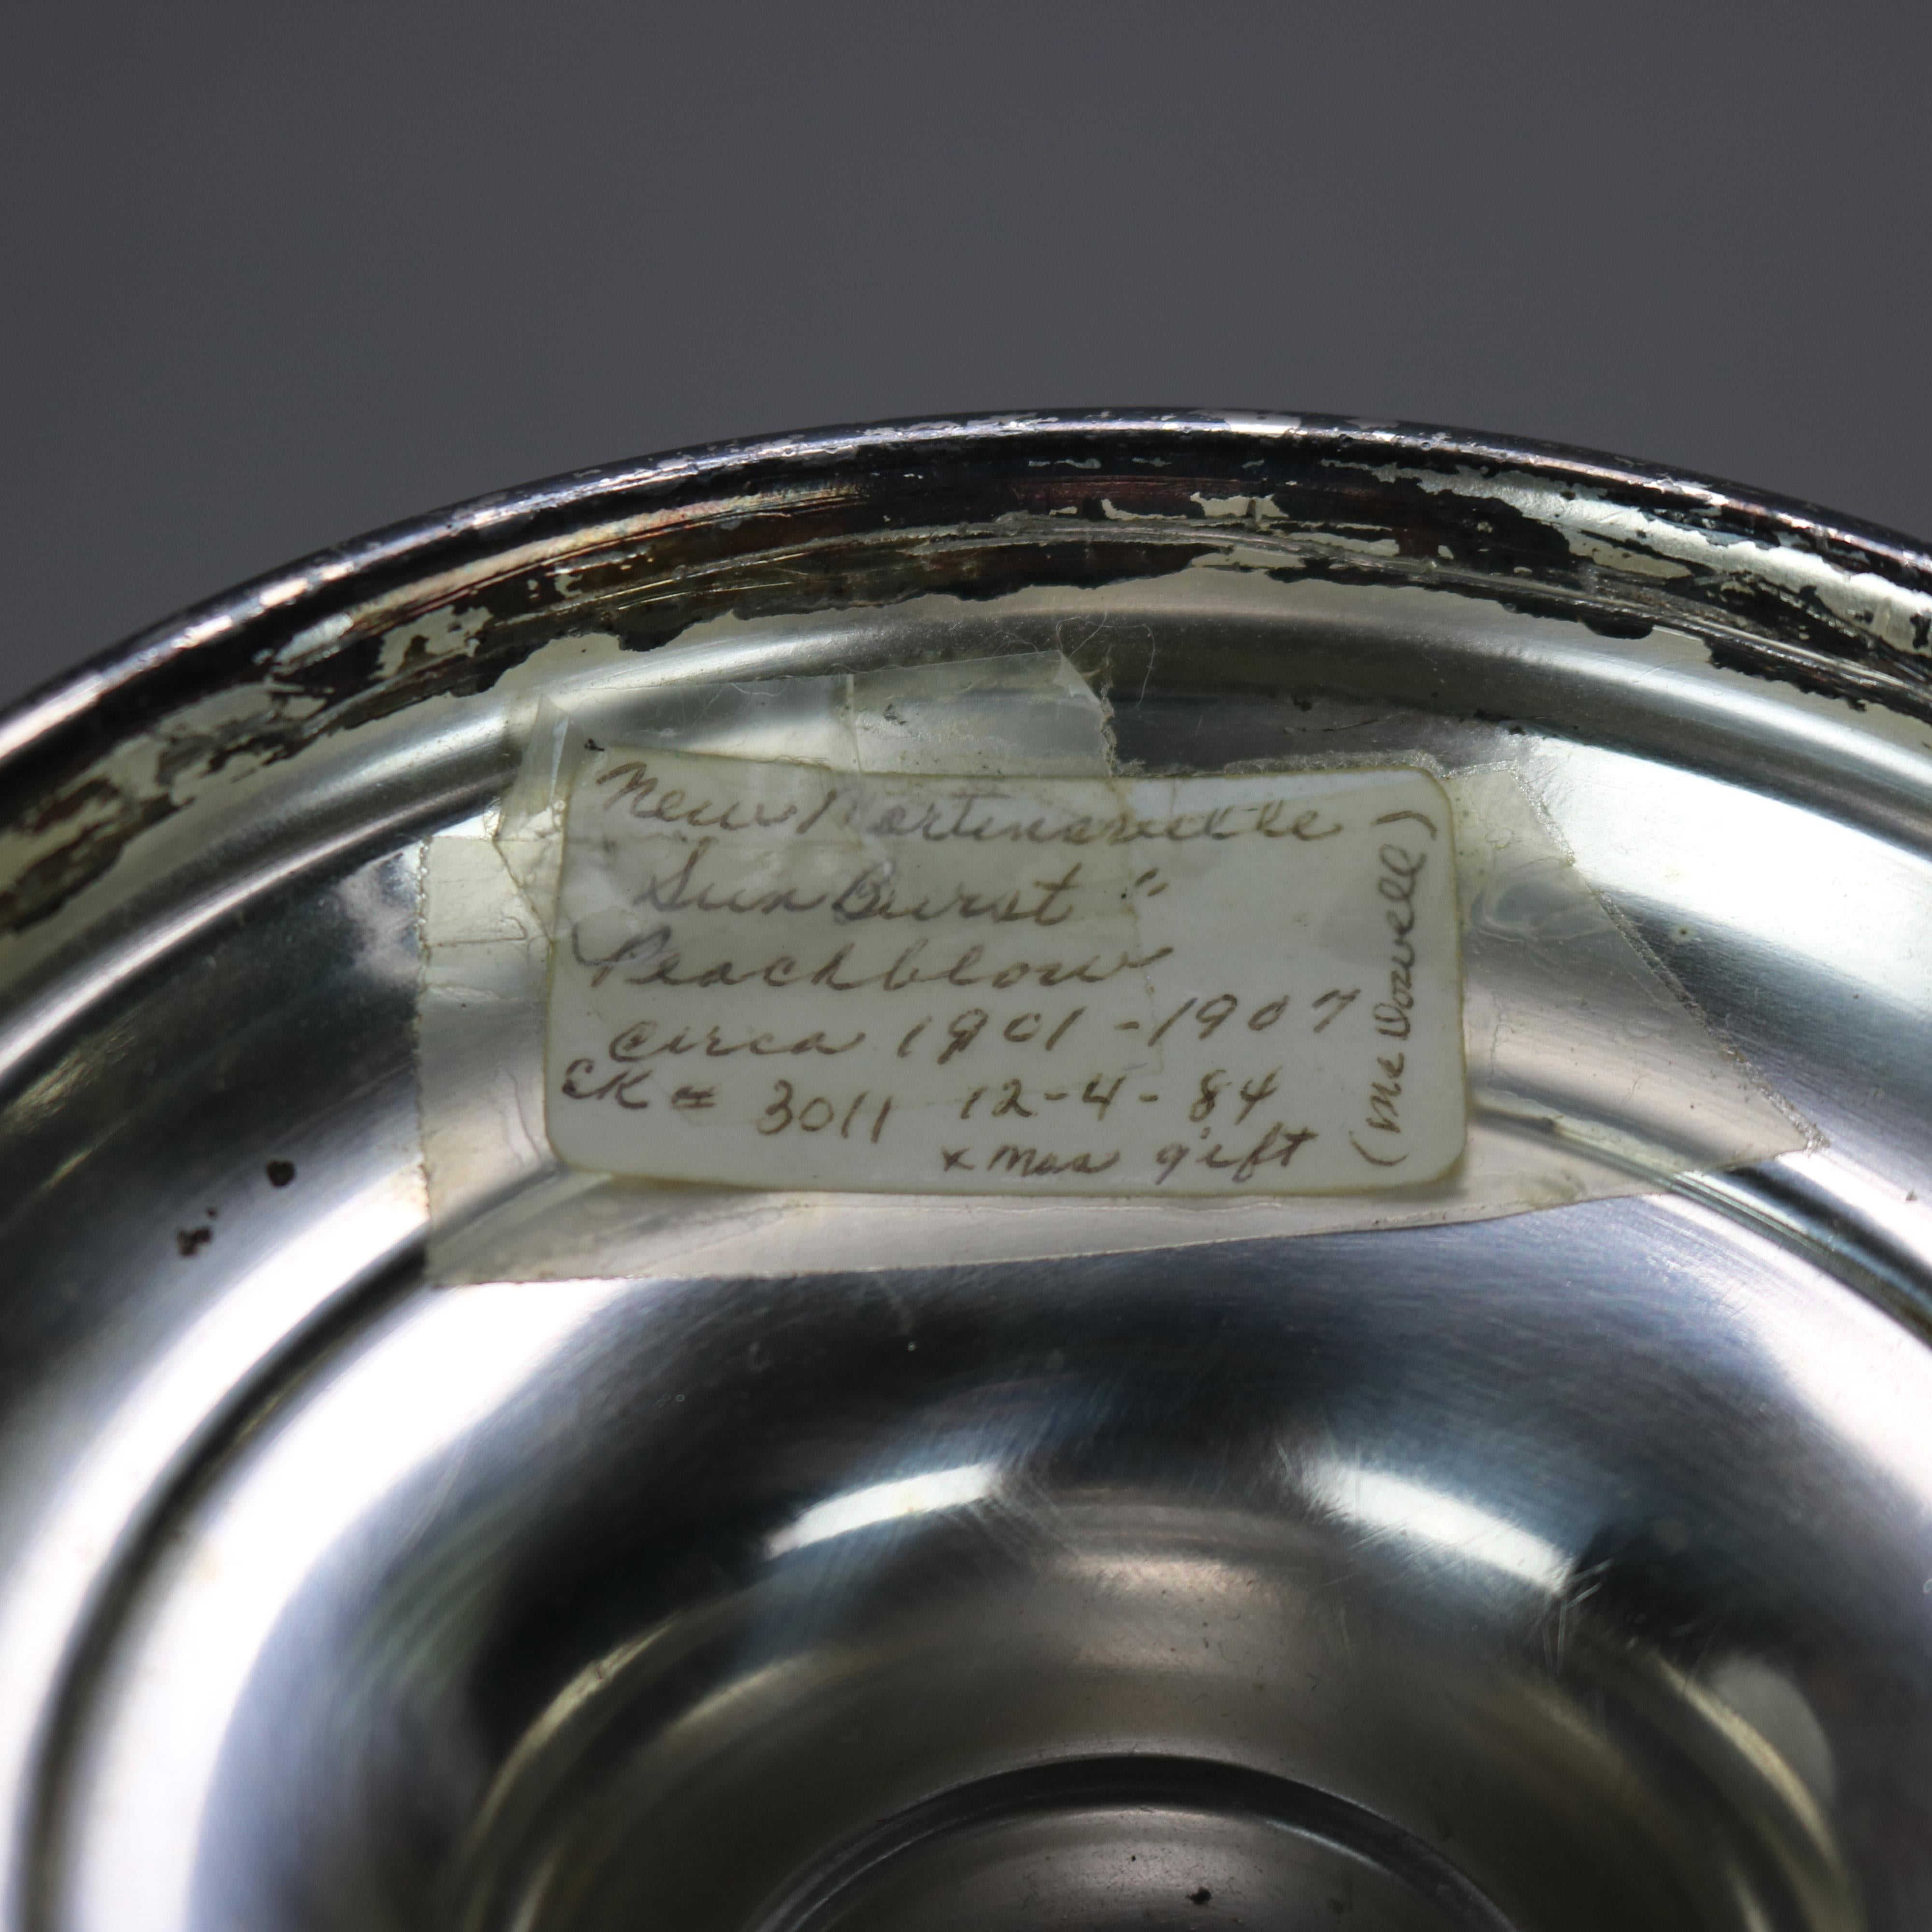 New Martinsville -
Sun Burst "
Peachblow
circa 1901 - 1907
CK # 3011 12-4-84
xmas gift
(McDowell)